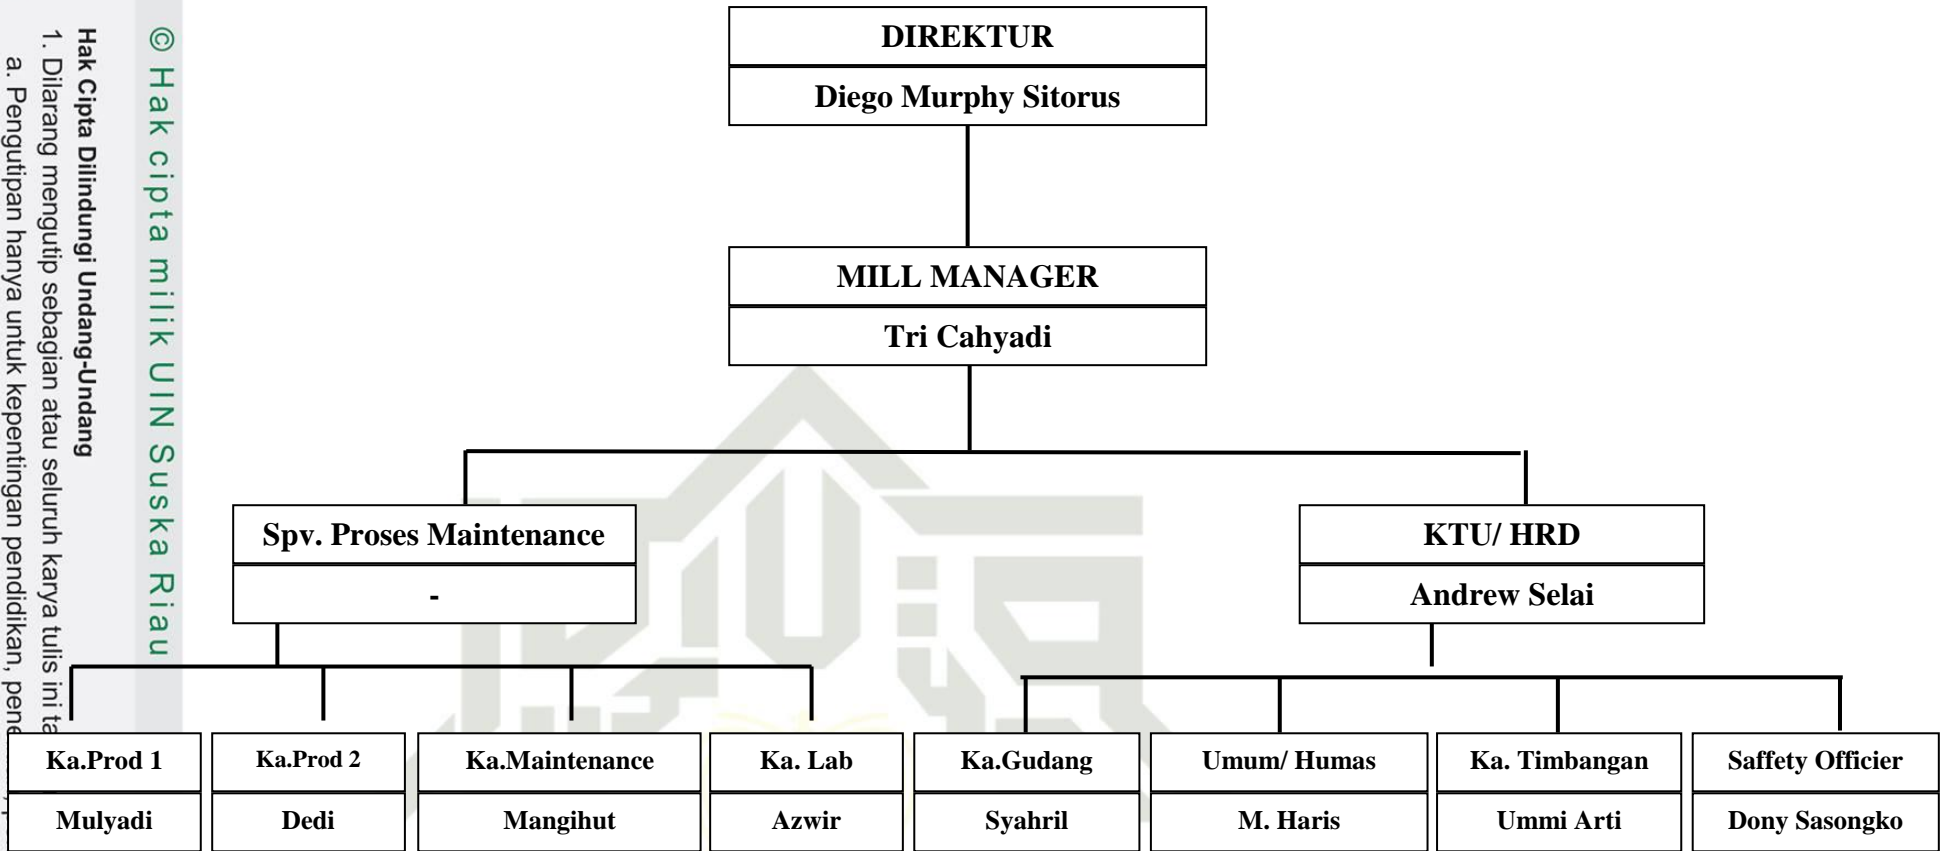 © Hak cipta milik UIN Suska Riau
Hak Cipta Dilindungi Undang-Undang
1. Dilarang mengutip sebagian atau seluruh karya tulis ini
a. Pengutipan hanya untuk kepentingan pendidikan,
DIREKTUR
Diego Murphy Sitorus
MILL MANAGER
Tri Cahyadi
Spv. Proses Maintenance
-
KTU/ HRD
Andrew Selai
Ka.Prod 1
Mulyadi
Ka.Prod 2
Dedi
Ka.Maintenance
Mangihut
Ka. Lab
Azwir
Ka.Gudang
Syahril
Umum/ Humas
M. Haris
Ka. Timbangan
Ummi Arti
Saffety Officier
Dony Sasongko